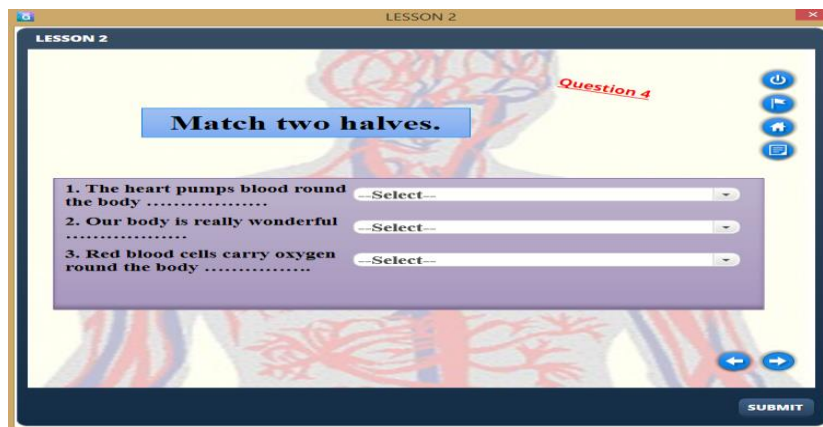 LESSON 2
LESSON 2
Question 4
Match two halves.
1. The heart pumps blood round
the body ………………
--Select--
2. Our body is really wonderful
………………
--Select--
3. Red blood cells carry oxygen
round the body …………….
--Select--
SUBMIT